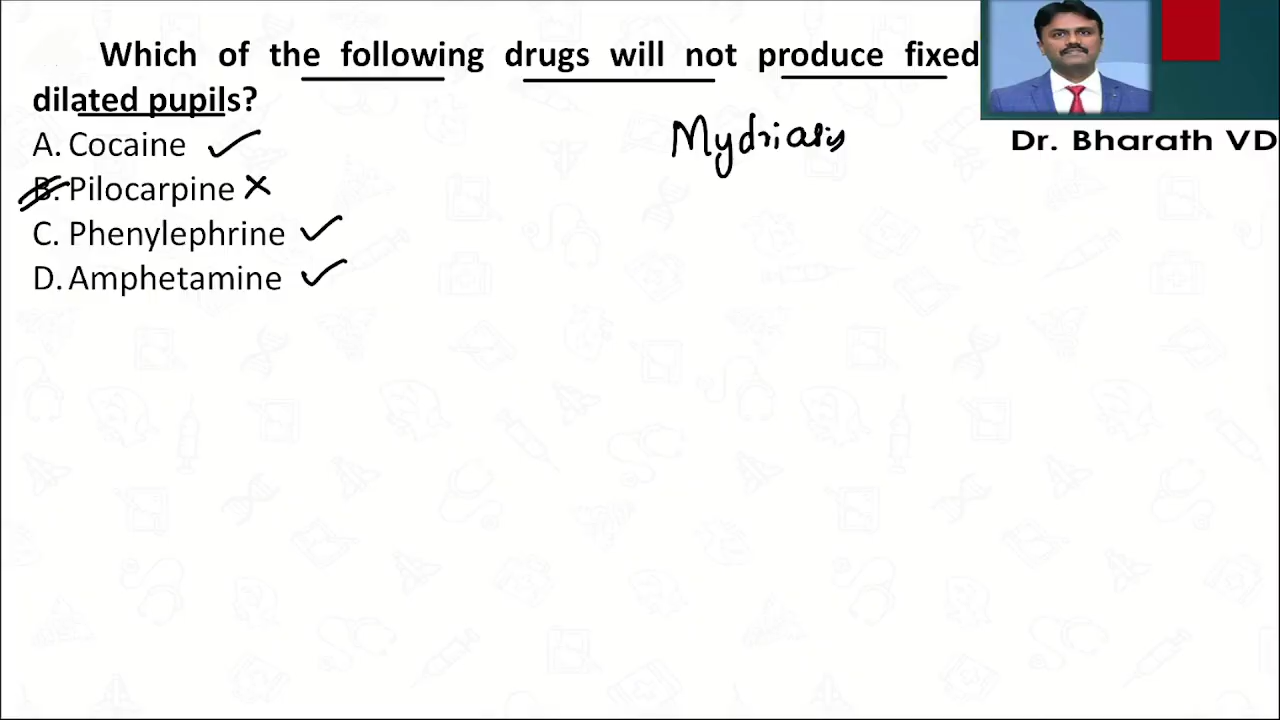 Which of the following drugs will not produce fixed
dilated pupils?
Mydriasis
Dr. Bharath VD
A. Cocaine ✓
B. Pilocarpine ✗
C. Phenylephrine ✓
D. Amphetamine ✓